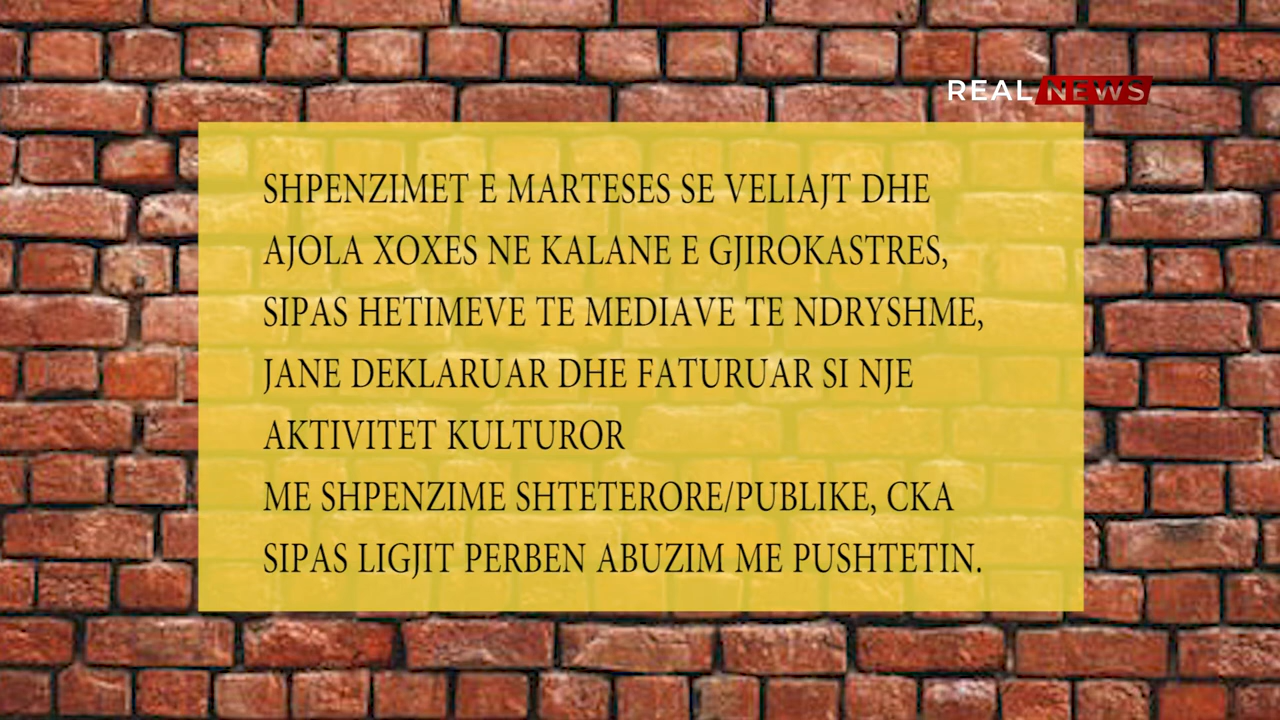 REAL NEWS
SHPENZIMET E MARTESES SE VELIAJT DHE
AJOLA XOXES NE KALANE E GJIROKASTRES,
SIPAS HETIMEVE TE MEDIAVE TE NDRYSHME,
JANE DEKLARUAR DHE FATURUAR SI NJE
AKTIVITET KULTUROR
ME SHPENZIME SHTETERORE/PUBLIKE, CKA
SIPAS LIGJIT PERBEN ABUZIM ME PUSHTETIN.